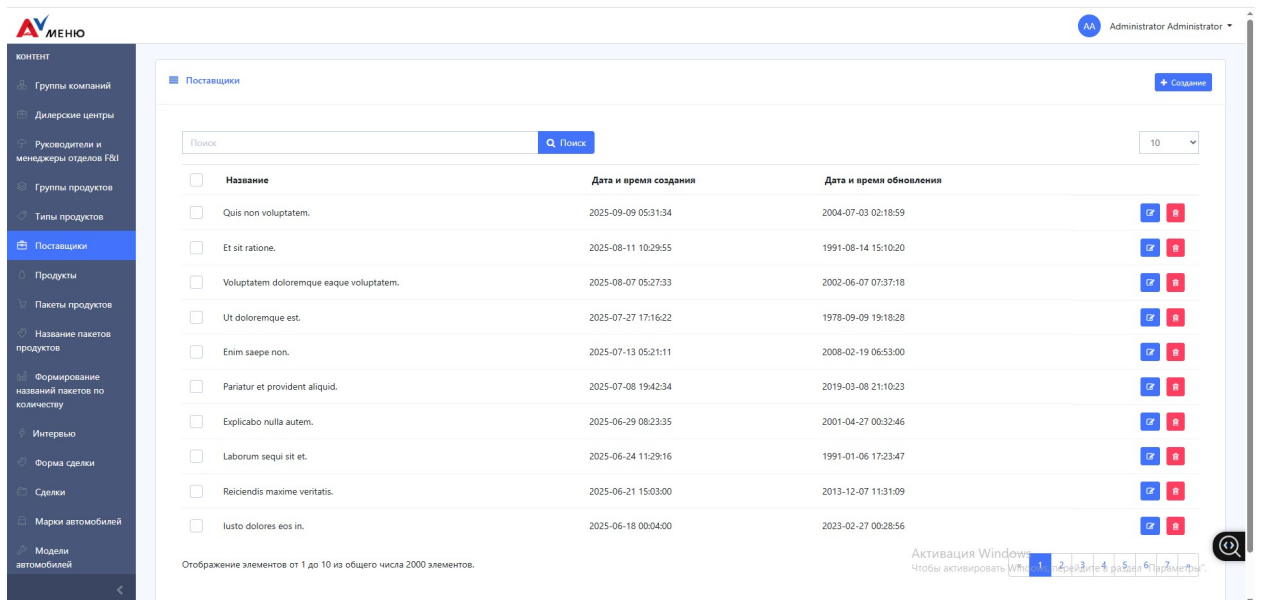 AV МЕНЮ
AA Administrator Administrator
КОНТЕНТ
Группы компаний
Дилерские центры
Руководители и
менеджеры отделов F&I
Группы продуктов
Типы продуктов
Поставщики
Продукты
Пакеты продуктов
Название пакетов
продуктов
Формирование
названий пакетов по
количеству
Интервью
Форма сделки
Сделки
Марки автомобилей
Модели
автомобилей
Поставщики
+ Создание
Поиск Поиск 10
Название Дата и время создания Дата и время обновления
Quis non voluptatem. 2025-09-09 05:31:34 2004-07-03 02:18:59
Et sit ratione. 2025-08-11 10:29:55 1991-08-14 15:10:20
Voluptatem doloremque eaque voluptatem. 2025-08-07 05:27:33 2002-06-07 07:37:18
Ut doloremque est. 2025-07-27 17:16:22 1978-09-09 19:18:28
Enim saepe non. 2025-07-13 05:21:11 2008-02-19 06:53:00
Pariatur et provident aliquid. 2025-07-08 19:42:34 2019-03-08 21:10:23
Explicabo nulla autem. 2025-06-29 08:23:35 2001-04-27 00:32:46
Laborum sequi sit et. 2025-06-24 11:29:16 1991-01-06 17:23:47
Reiciendis maxime veritatis. 2025-06-21 15:03:00 2013-12-07 11:31:09
Iusto dolores eos in. 2025-06-18 00:04:00 2023-02-27 00:28:56
Отображение элементов от 1 до 10 из общего числа 2000 элементов.
« 1 2 3 4 5 6 7 »
Активация Windows
Чтобы активировать Windows, перейдите в раздел "Параметры".